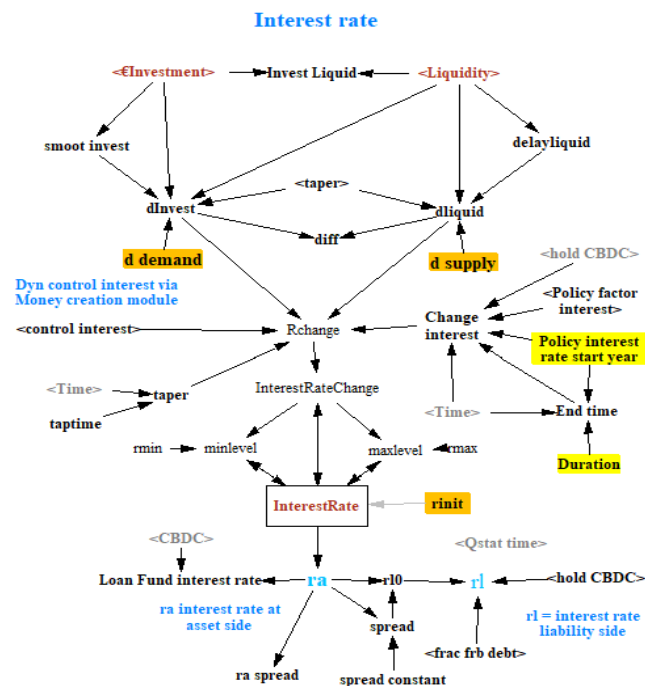 Interest rate
<€Investment>
Invest Liquid
<Liquidity>
smoot invest
delayliquid
<taper>
dInvest
dliquid
diff
d demand
d supply
<hold CBDC>
Dyn control interest via
Money creation module
<Policy factor
interest>
Change
interest
<control interest>
Rchange
Policy interest
rate start year
<Time>
taper
InterestRateChange
taptime
<Time>
End time
rmin
minlevel
maxlevel
rmax
Duration
InterestRate
rinit
<CBDC>
<Qstat time>
Loan Fund interest rate
ra
rl0
rl
<hold CBDC>
ra interest rate at
asset side
spread
rl = interest rate
liability side
<frac frb debt>
ra spread
spread constant